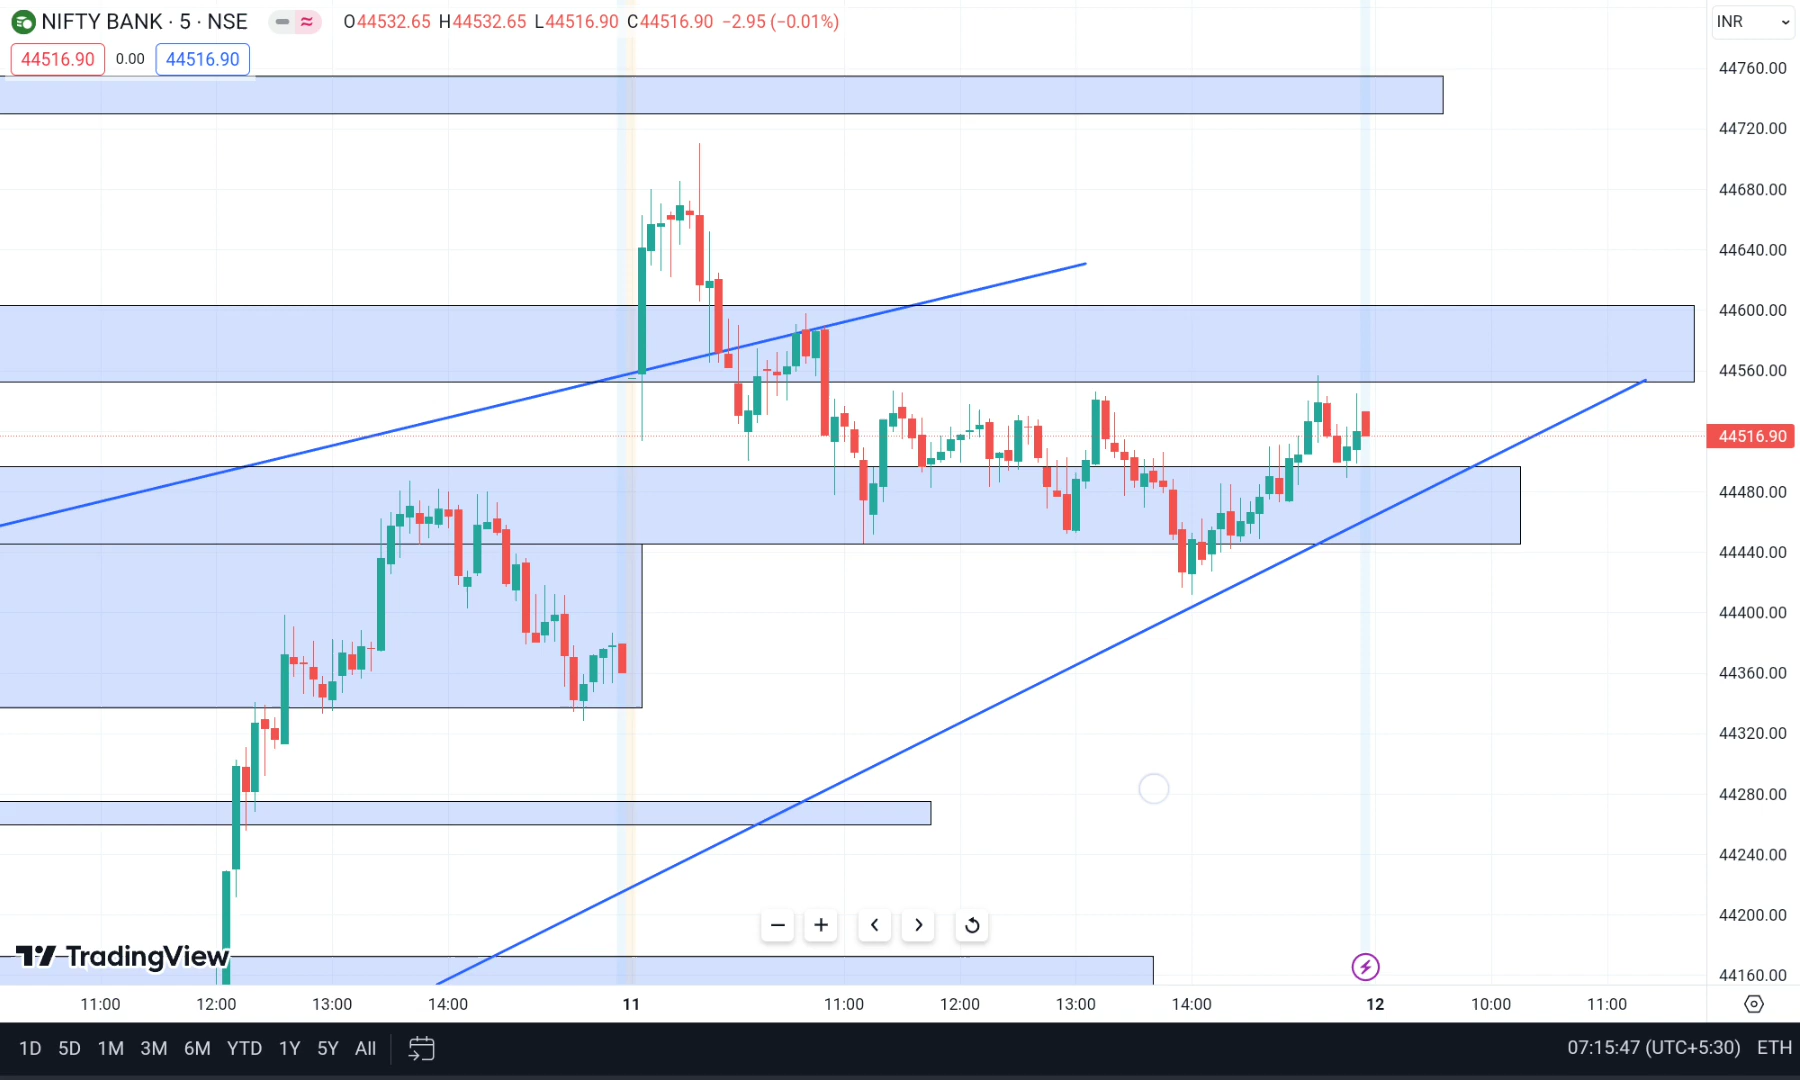 NIFTY BANK · 5 · NSE O44532.65 H44532.65 L44516.90 C44516.90 −2.95 (−0.01%)
44516.90 0.00 44516.90
INR
44760.00
44720.00
44680.00
44640.00
44600.00
44560.00
44516.90
44480.00
44440.00
44400.00
44360.00
44320.00
44280.00
44240.00
44200.00
44160.00
TradingView
11:00 12:00 13:00 14:00 11 11:00 12:00 13:00 14:00 12 10:00 11:00
1D 5D 1M 3M 6M YTD 1Y 5Y All 07:15:47 (UTC+5:30) ETH